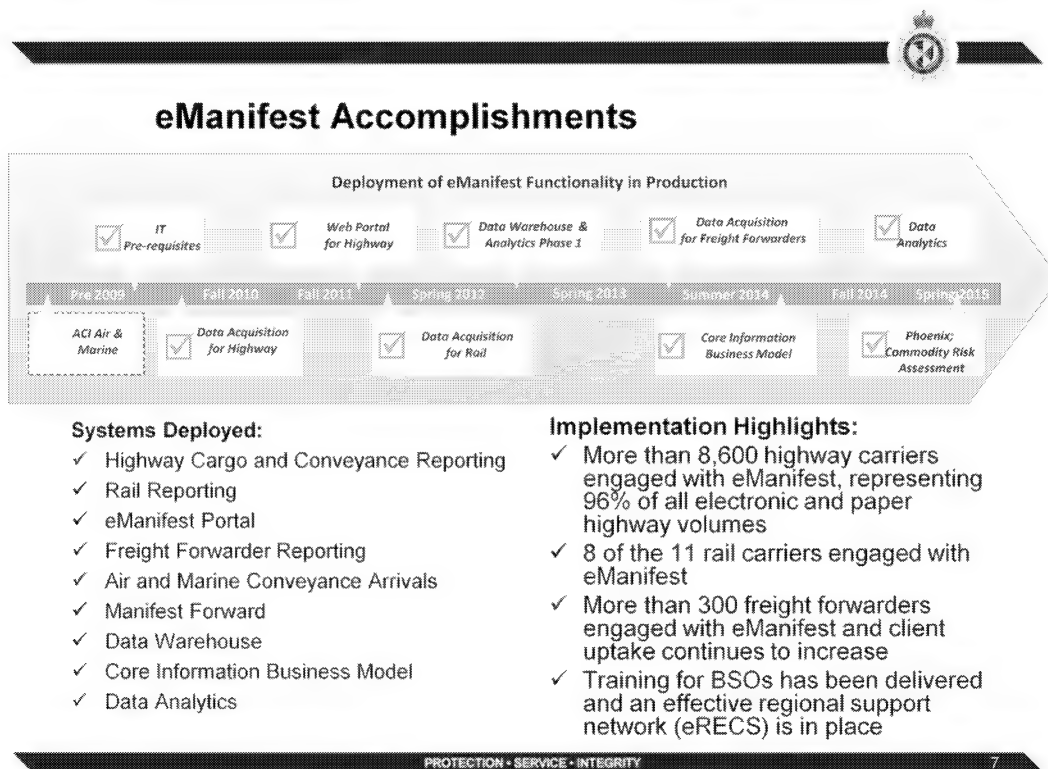 eManifest Accomplishments
Deployment of eManifest Functionality in Production
IT
Pre-requisites
Web Portal
for Highway
Data Warehouse &
Analytics Phase 1
Data Acquisition
for Freight Forwarders
Data
Analytics
Pre 2009
Fall 2010
Fall 2011
Spring 2012
Spring 2013
Summer 2014
Fall 2014
Spring 2015
ACI Air &
Marine
Data Acquisition
for Highway
Data Acquisition
for Rail
Core Information
Business Model
Phoenix;
Commodity Risk
Assessment
Systems Deployed:
✓ Highway Cargo and Conveyance Reporting
✓ Rail Reporting
✓ eManifest Portal
✓ Freight Forwarder Reporting
✓ Air and Marine Conveyance Arrivals
✓ Manifest Forward
✓ Data Warehouse
✓ Core Information Business Model
✓ Data Analytics
Implementation Highlights:
✓ More than 8,600 highway carriers
engaged with eManifest, representing
96% of all electronic and paper
highway volumes
✓ 8 of the 11 rail carriers engaged with
eManifest
✓ More than 300 freight forwarders
engaged with eManifest and client
uptake continues to increase
✓ Training for BSOs has been delivered
and an effective regional support
network (eRECS) is in place
PROTECTION • SERVICE • INTEGRITY
7